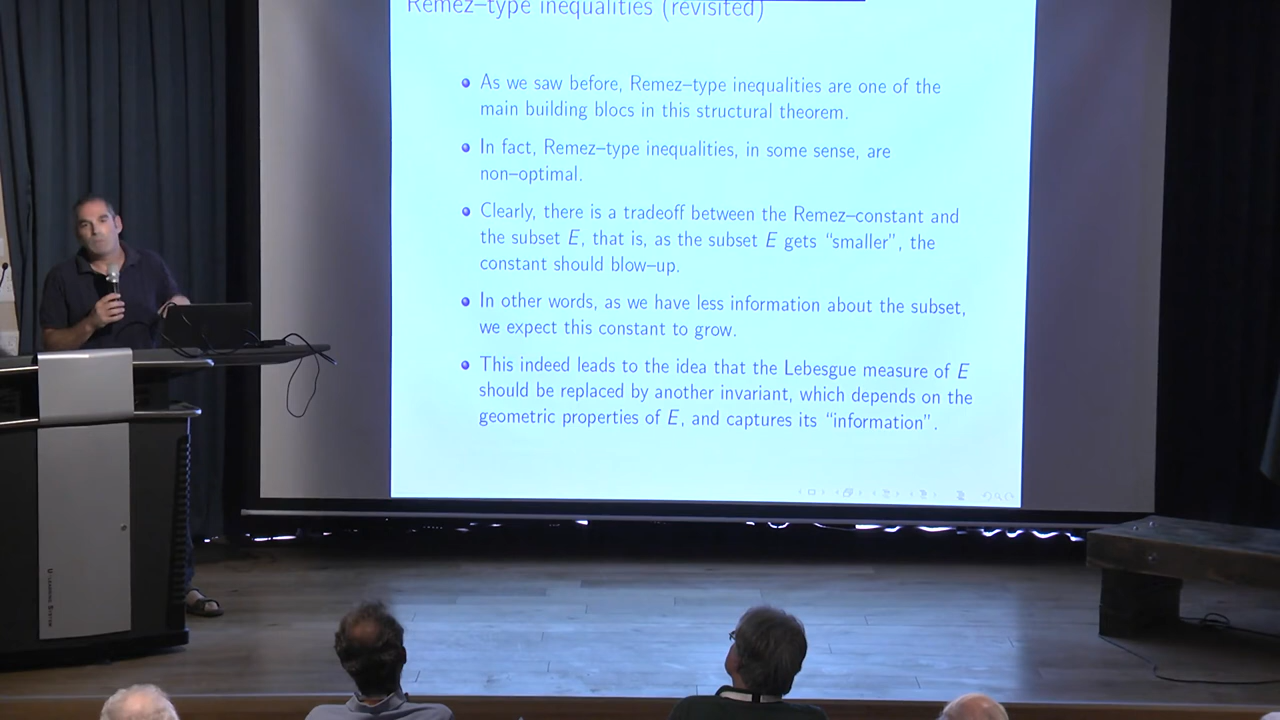 Remez–type inequalities (revisited)
As we saw before, Remez–type inequalities are one of the
main building blocs in this structural theorem.
In fact, Remez–type inequalities, in some sense, are
non–optimal.
Clearly, there is a tradeoff between the Remez–constant and
the subset E, that is, as the subset E gets “smaller”, the
constant should blow–up.
In other words, as we have less information about the subset,
we expect this constant to grow.
This indeed leads to the idea that the Lebesgue measure of E
should be replaced by another invariant, which depends on the
geometric properties of E, and captures its “information”.